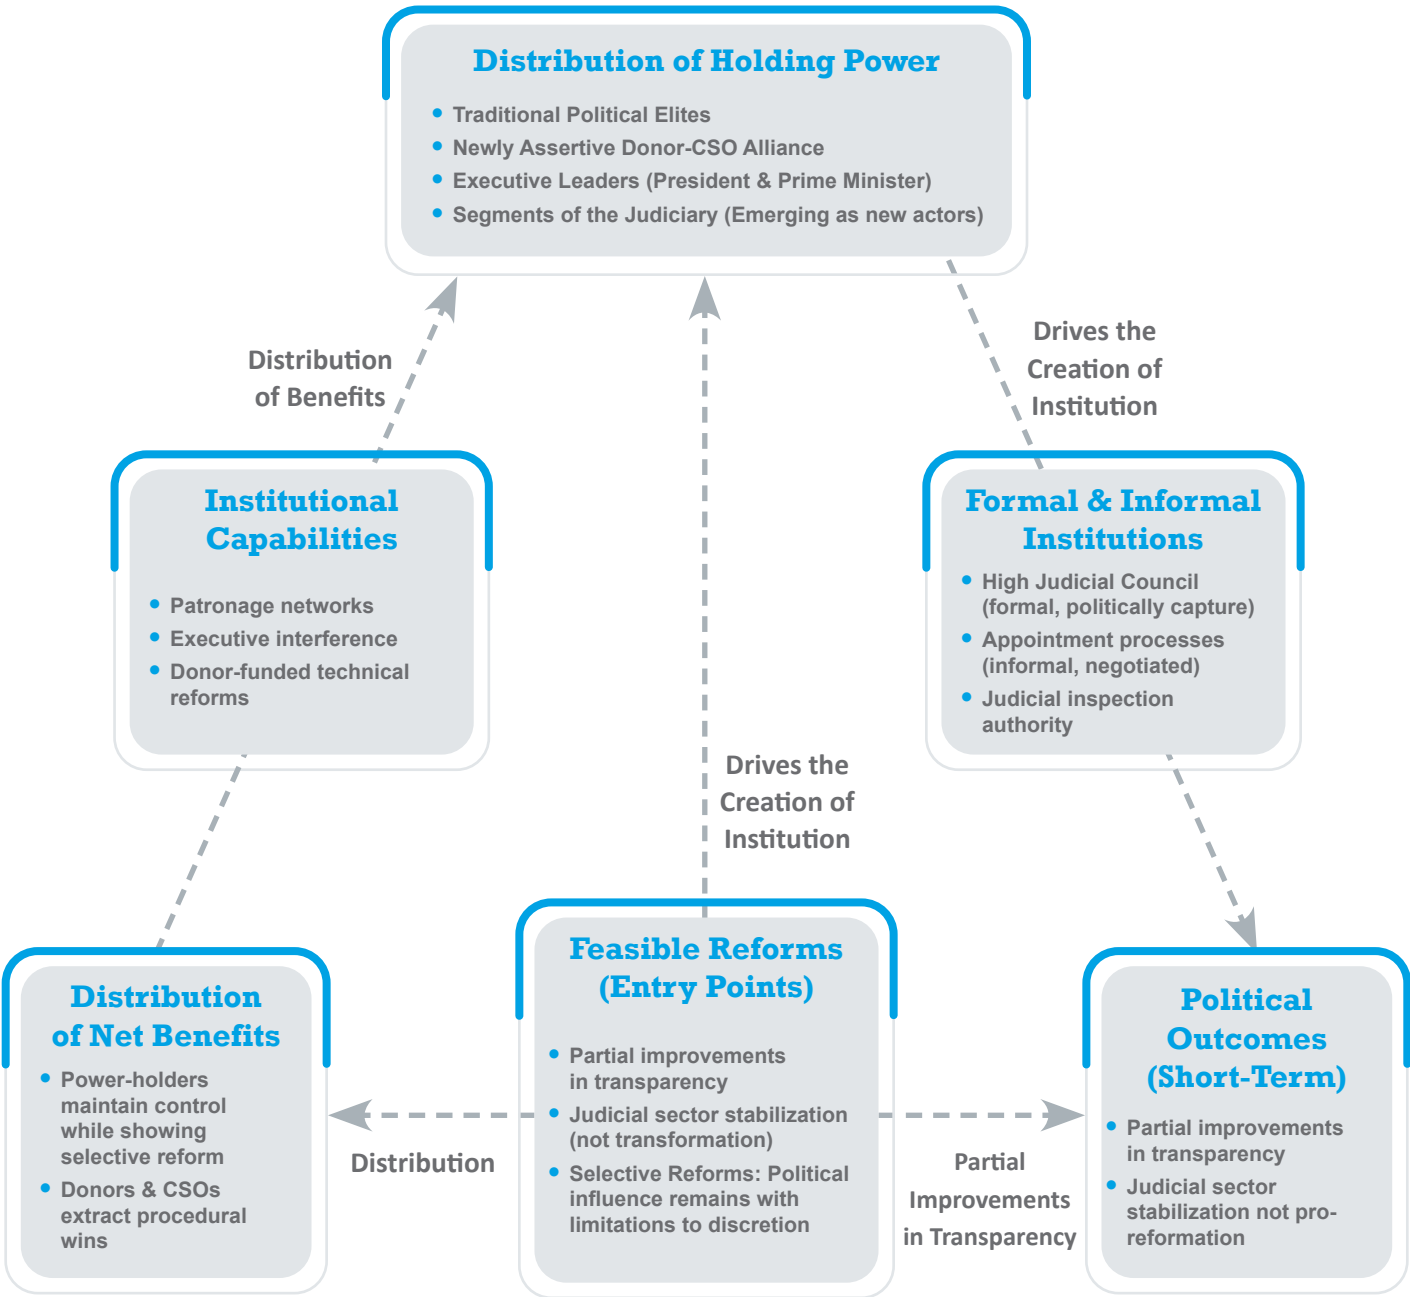 Distribution of Holding Power
• Traditional Political Elites
• Newly Assertive Donor-CSO Alliance
• Executive Leaders (President & Prime Minister)
• Segments of the Judiciary (Emerging as new actors)
Distribution
of Benefits
Drives the
Creation of
Institution
Institutional
Capabilities
• Patronage networks
• Executive interference
• Donor-funded technical
reforms
Formal & Informal
Institutions
• High Judicial Council
(formal, politically capture)
• Appointment processes
(informal, negotiated)
• Judicial inspection
authority
Drives the
Creation of
Institution
Distribution
of Net Benefits
• Power-holders
maintain control
while showing
selective reform
• Donors & CSOs
extract procedural
wins
Distribution
Feasible Reforms
(Entry Points)
• Partial improvements
in transparency
• Judicial sector stabilization
(not transformation)
• Selective Reforms: Political
influence remains with
limitations to discretion
Partial
Improvements
in Transparency
Political
Outcomes
(Short-Term)
• Partial improvements
in transparency
• Judicial sector
stabilization not pro-
reformation